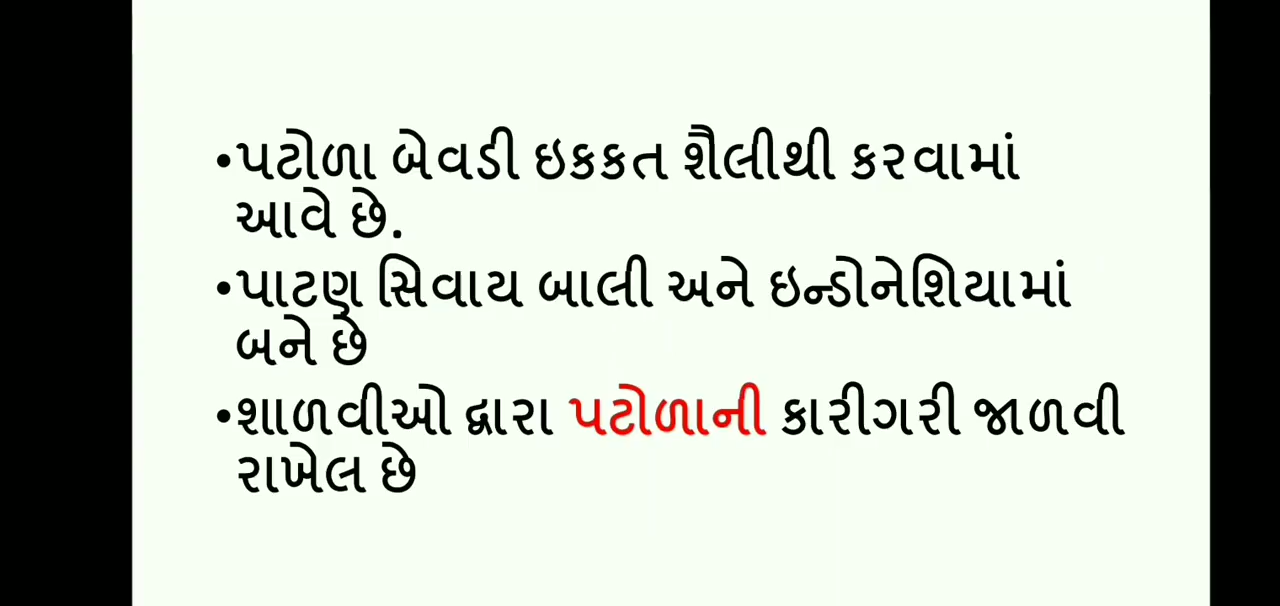 •પટોળા બેવડી ઇકકત શૈલીથી કરવામાં
આવે છે.
•પાટણ સિવાય બાલી અને ઇન્ડોનેશિયામાં
બને છે
•શાળવીઓ દ્વારા પટોળાની કારીગરી જાળવી
રાખેલ છે